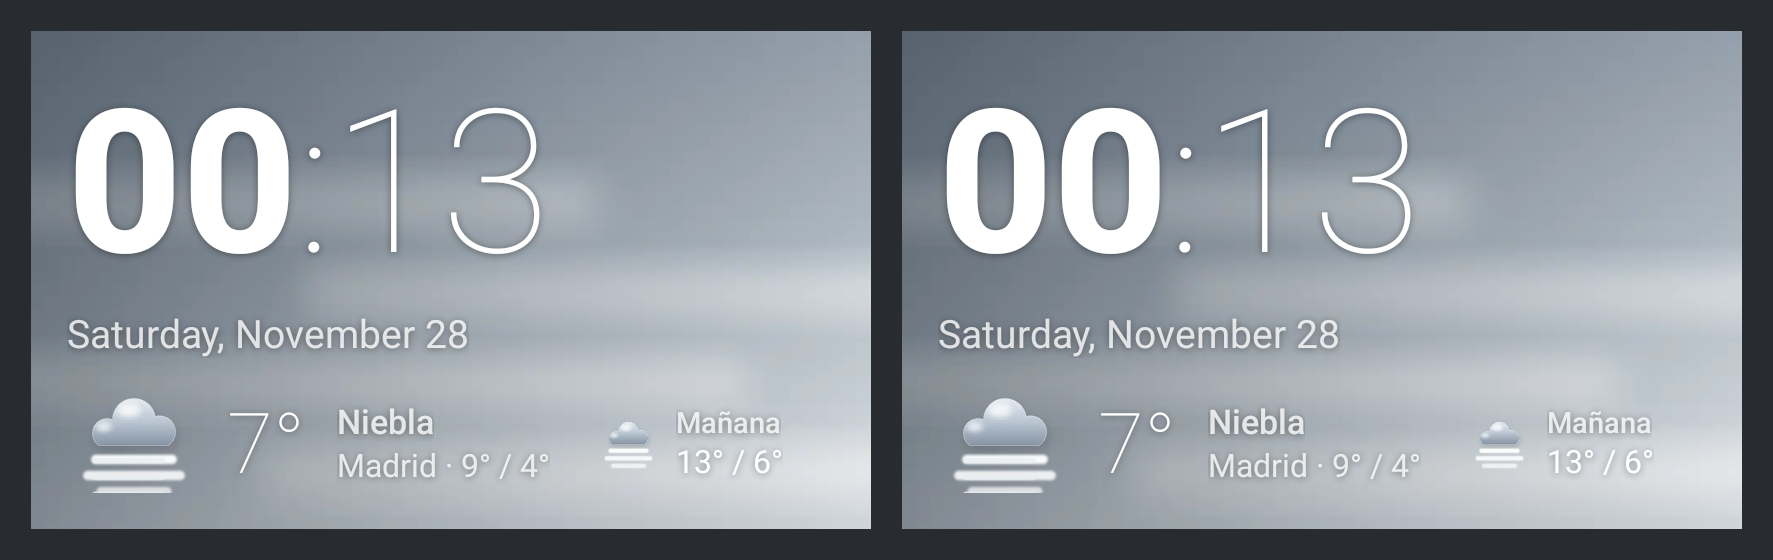 00:13
Saturday, November 28
7°
Niebla
Madrid · 9° / 4°
Mañana
13° / 6°
00:13
Saturday, November 28
7°
Niebla
Madrid · 9° / 4°
Mañana
13° / 6°